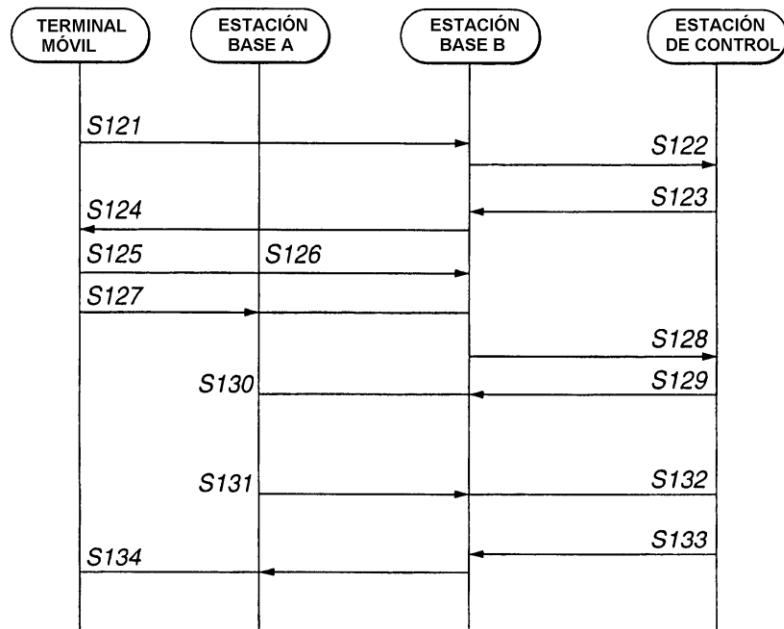 TERMINAL
MÓVIL
ESTACIÓN
BASE A
ESTACIÓN
BASE B
ESTACIÓN
DE CONTROL
S121
S122
S123
S124
S125
S126
S127
S128
S129
S130
S131
S132
S133
S134